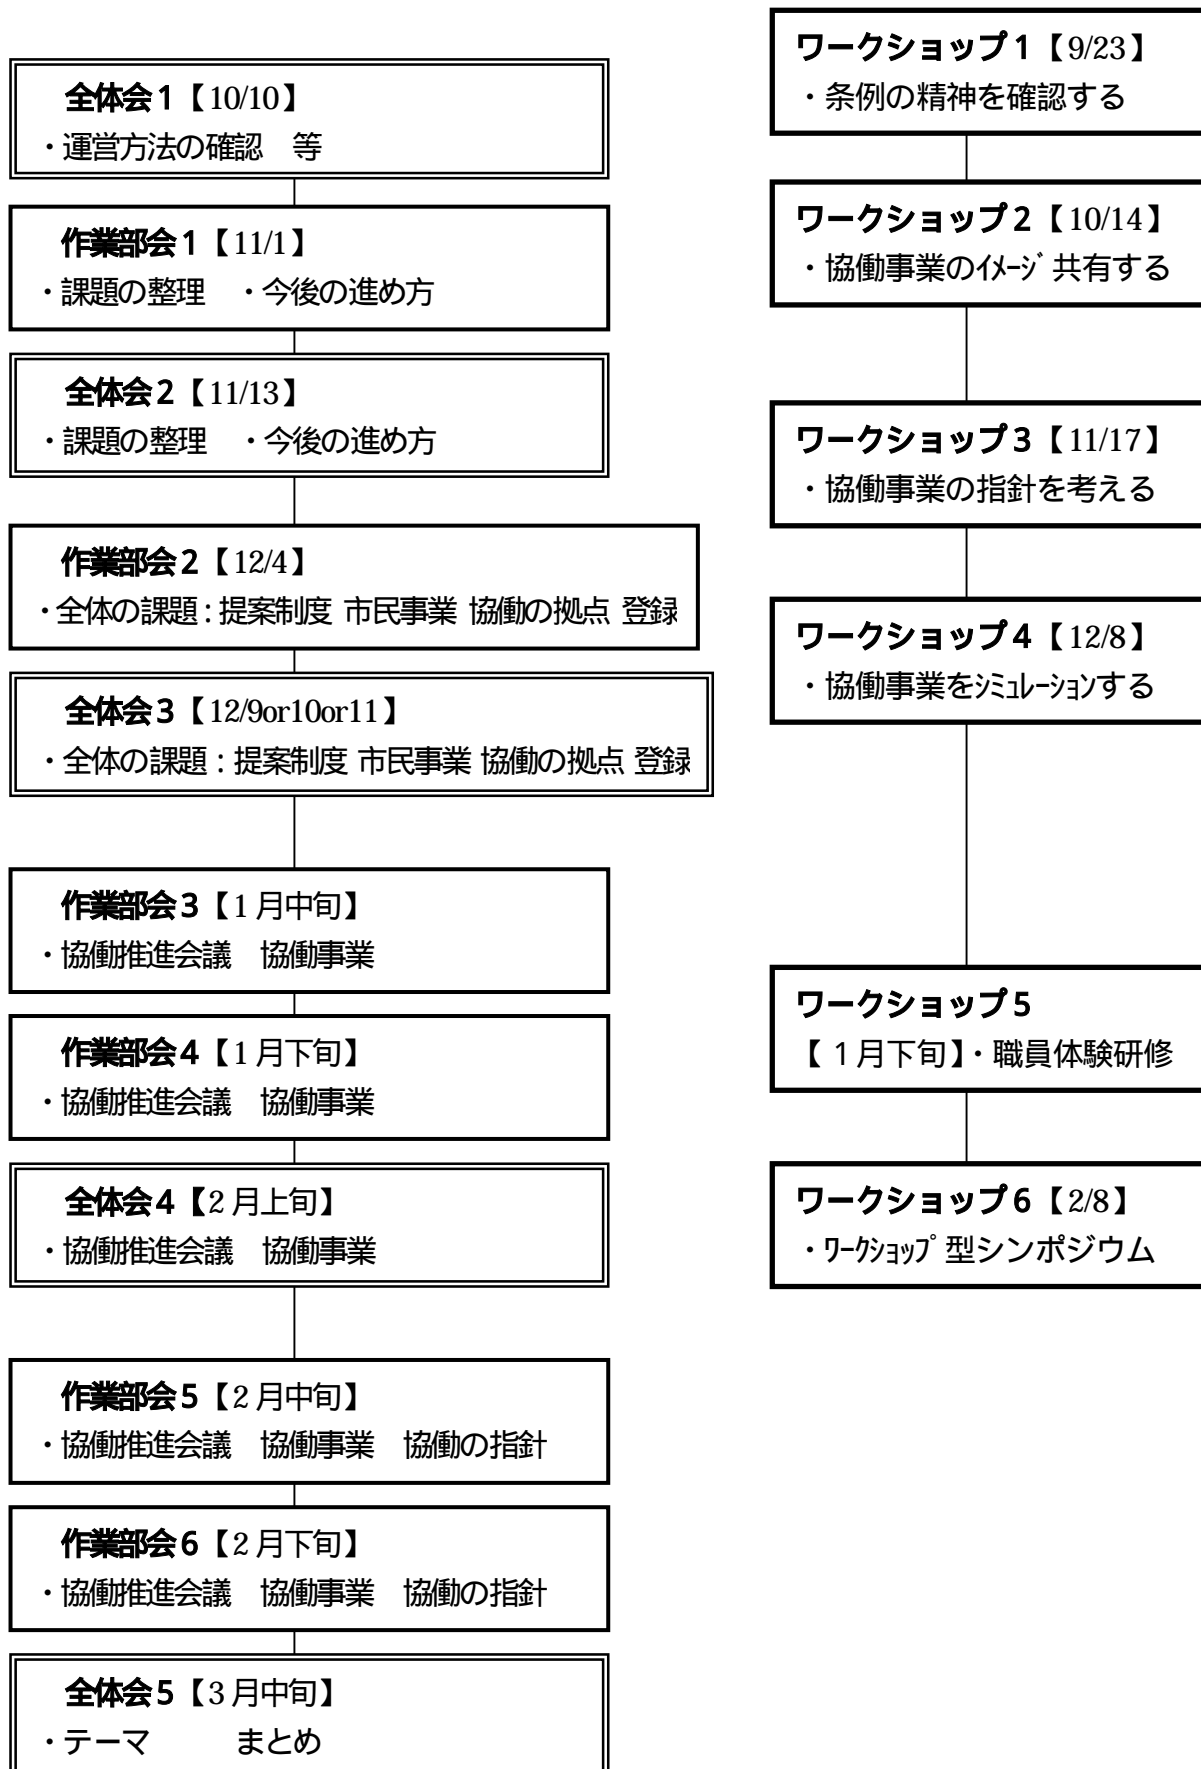 全体会1【10/10】
・運営方法の確認　等
作業部会1【11/1】
・課題の整理　・今後の進め方
全体会2【11/13】
・課題の整理　・今後の進め方
作業部会2【12/4】
・全体の課題：提案制度 市民事業 協働の拠点 登録
全体会3【12/9or10or11】
・全体の課題：提案制度 市民事業 協働の拠点 登録
作業部会3【1月中旬】
・協働推進会議　協働事業
作業部会4【1月下旬】
・協働推進会議　協働事業
全体会4【2月上旬】
・協働推進会議　協働事業
作業部会5【2月中旬】
・協働推進会議　協働事業　協働の指針
作業部会6【2月下旬】
・協働推進会議　協働事業　協働の指針
全体会5【3月中旬】
・テーマ　　　まとめ
ワークショップ1【9/23】
・条例の精神を確認する
ワークショップ2【10/14】
・協働事業のｲﾒｰｼﾞ共有する
ワークショップ3【11/17】
・協働事業の指針を考える
ワークショップ4【12/8】
・協働事業をｼﾐｭﾚｰｼｮﾝする
ワークショップ5
【1月下旬】・職員体験研修
ワークショップ6【2/8】
・ﾜｰｸｼｮｯﾌﾟ型シンポジウム